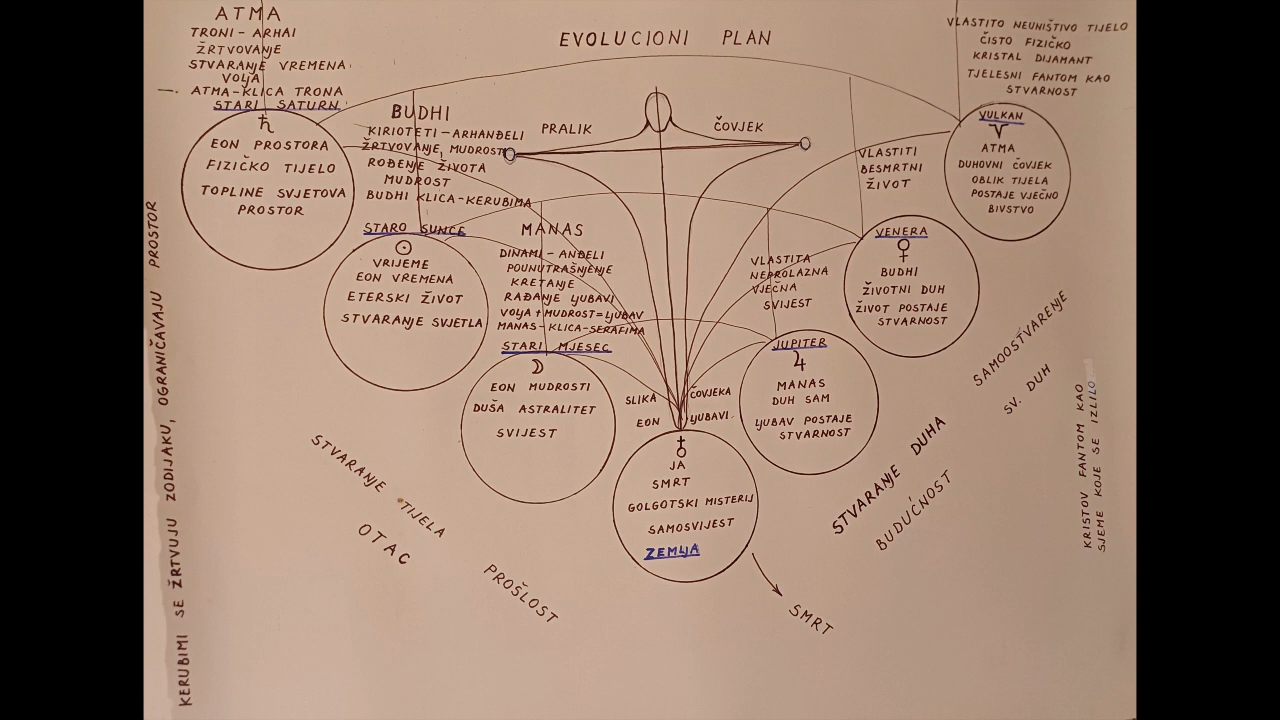 EVOLUCIONI PLAN
ATMA
TRONI - ARHAI
ŽRTVOVANJE
STVARANJE VREMENA
VOLJA
ATMA-KLICA TRONA
STARI SATURN
♄
EON PROSTORA
FIZIČKO TIJELO
TOPLINE SVJETOVA
PROSTOR
BUDHI
KIRIOTETI - ARHANĐELI
ŽRTVOVANJE MUDROSTI
ROĐENJE ŽIVOTA
MUDROST
BUDHI KLICA-KERUBIMA
STARO SUNCE
☉
VRIJEME
EON VREMENA
ETERSKI ŽIVOT
STVARANJE SVJETLA
MANAS
DINAMI - ANĐELI
POUNUTRAŠNJENJE
KRETANJE
RAĐANJE LJUBAVI
VOLJA + MUDROST = LJUBAV
MANAS-KLICA-SERAFIMA
STARI MJESEC
☽
EON MUDROSTI
DUŠA ASTRALITET
SVIJEST
PRALIK ČOVJEK
SLIKA ČOVJEKA
EON LJUBAVI
♁
JA
SMRT
GOLGOTSKI MISTERIJ
SAMOSVIJEST
ZEMLJA
VLASTITA
NEPROLAZNA
VJEČNA
SVIJEST
JUPITER
♃
MANAS
DUH SAM
LJUBAV POSTAJE
STVARNOST
VLASTITI
BESMRTNI
ŽIVOT
VENERA
♀
BUDHI
ŽIVOTNI DUH
ŽIVOT POSTAJE
STVARNOST
VLASTITO NEUNIŠTIVO TIJELO
ČISTO FIZIČKO
KRISTAL DIJAMANT
TJELESNI FANTOM KAO
STVARNOST
VULKAN
ATMA
DUHOVNI ČOVJEK
OBLIK TIJELA
POSTAJE VJEČNO
BIVSTVO
KERUBIMI SE ŽRTVUJU ZODIJAKU, OGRANIČAVAJU PROSTOR
STVARANJE TIJELA
OTAC
PROŠLOST
SMRT
STVARANJE DUHA
BUDUĆNOST
SAMOOSTVARENJE
SV. DUH
KRISTOV FANTOM KAO
SJEME KOJE SE IZLILO